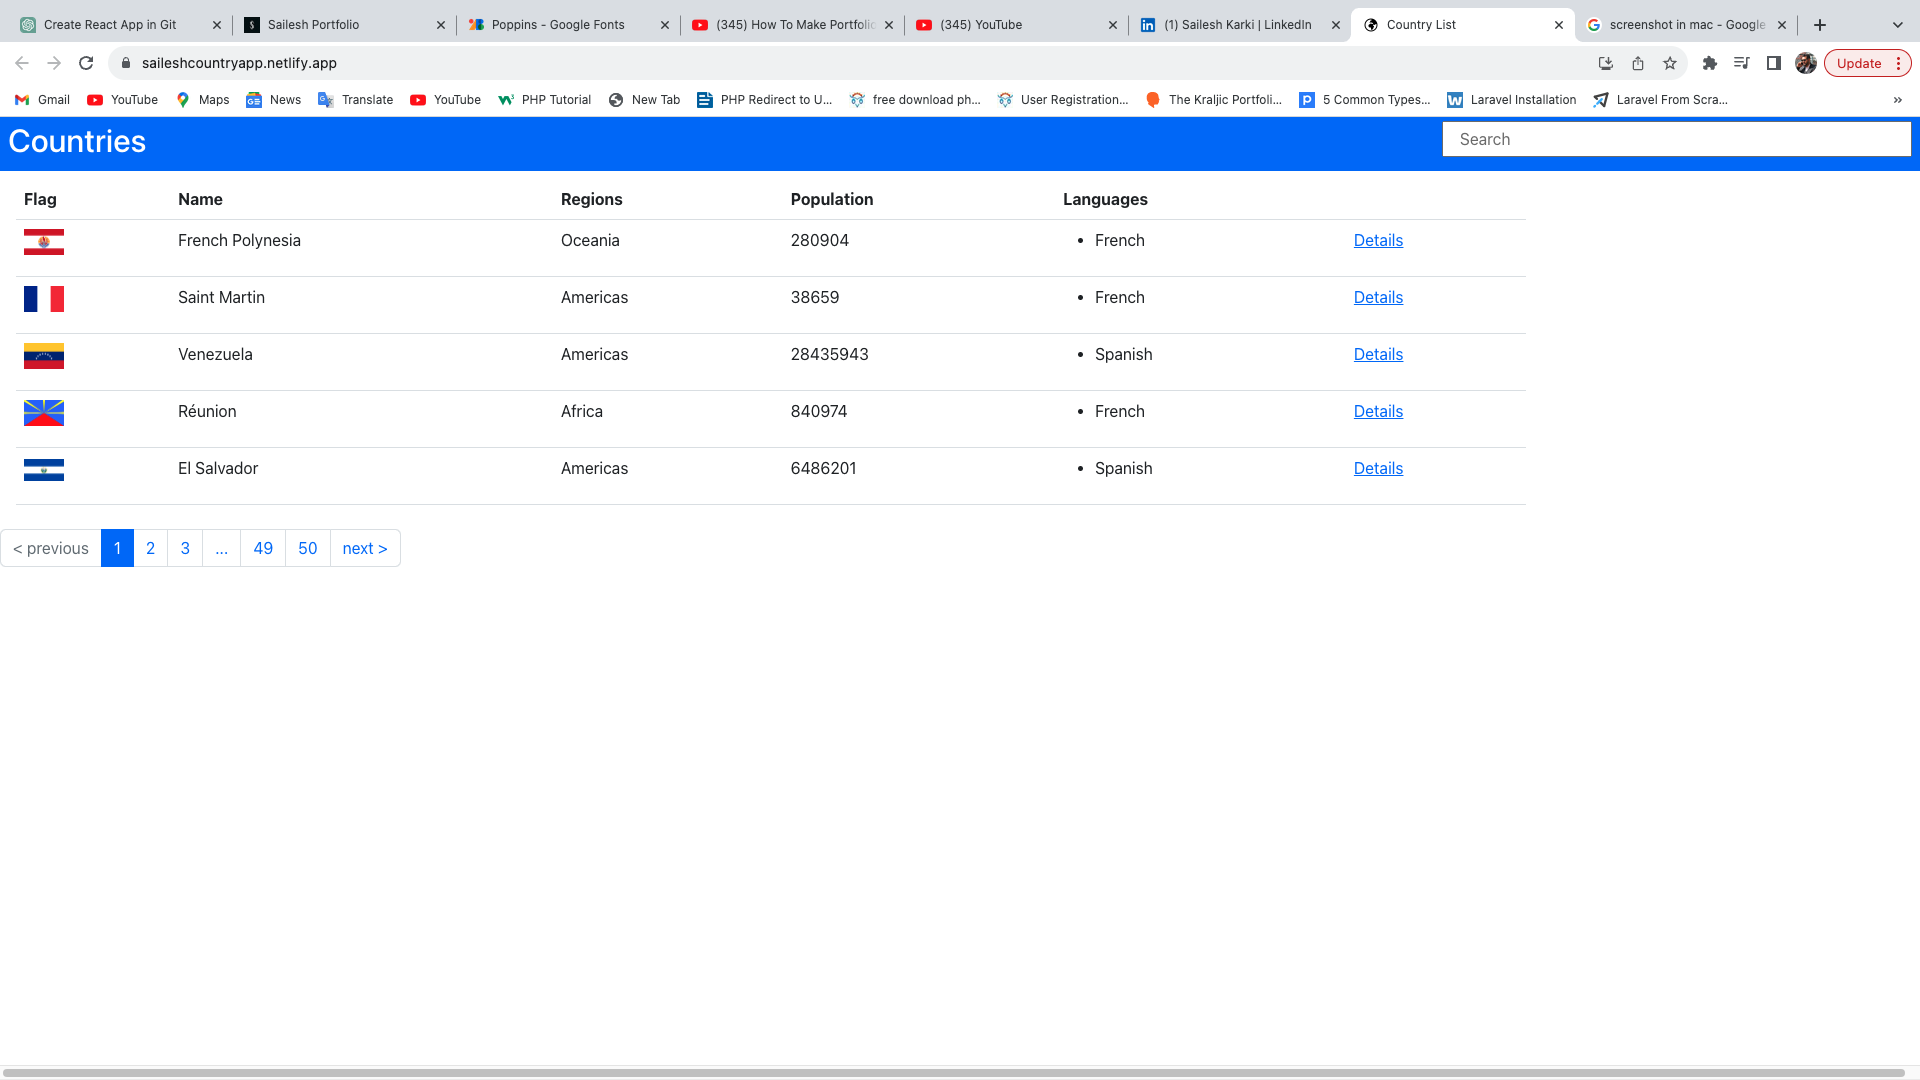 Create React App in Git
Sailesh Portfolio
Poppins - Google Fonts
(345) How To Make Portfolio
(345) YouTube
(1) Sailesh Karki | LinkedIn
Country List
screenshot in mac - Google
saileshcountryapp.netlify.app
Update
Gmail
YouTube
Maps
News
Translate
YouTube
PHP Tutorial
New Tab
PHP Redirect to U...
free download ph...
User Registration...
The Kraljic Portfoli...
5 Common Types...
Laravel Installation
Laravel From Scra...
»
Countries
Search
Flag Name Regions Population Languages
French Polynesia Oceania 280904 • French Details
Saint Martin Americas 38659 • French Details
Venezuela Americas 28435943 • Spanish Details
Réunion Africa 840974 • French Details
El Salvador Americas 6486201 • Spanish Details
< previous 1 2 3 ... 49 50 next >